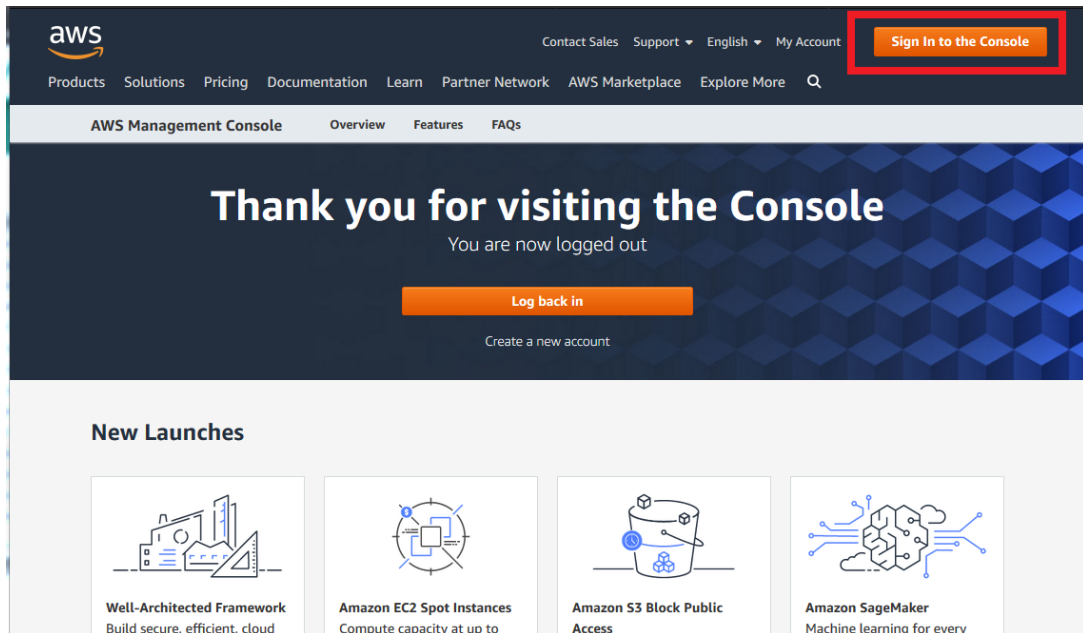 aws
Contact Sales Support English My Account Sign In to the Console
Products Solutions Pricing Documentation Learn Partner Network AWS Marketplace Explore More
AWS Management Console Overview Features FAQs
Thank you for visiting the Console
You are now logged out
Log back in
Create a new account
New Launches
Well-Architected Framework
Build secure, efficient, cloud
Amazon EC2 Spot Instances
Compute capacity at up to
Amazon S3 Block Public
Access
Amazon SageMaker
Machine learning for every